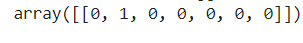 array([[0, 1, 0, 0, 0, 0, 0]])